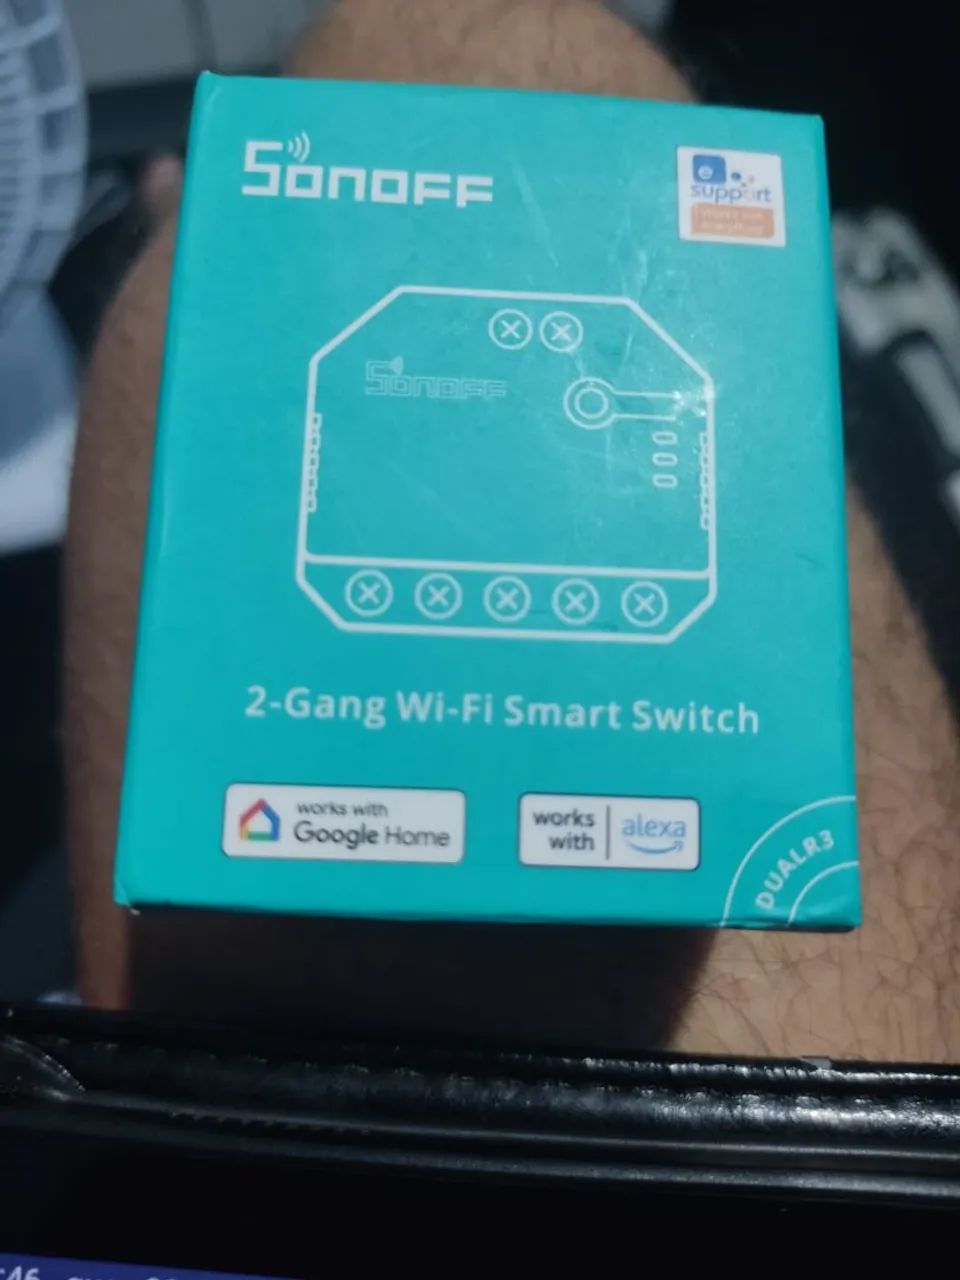 SONOFF
e
support
SONOFF
2-Gang Wi-Fi Smart Switch
works with
Google Home
works
with
alexa
DUALR3